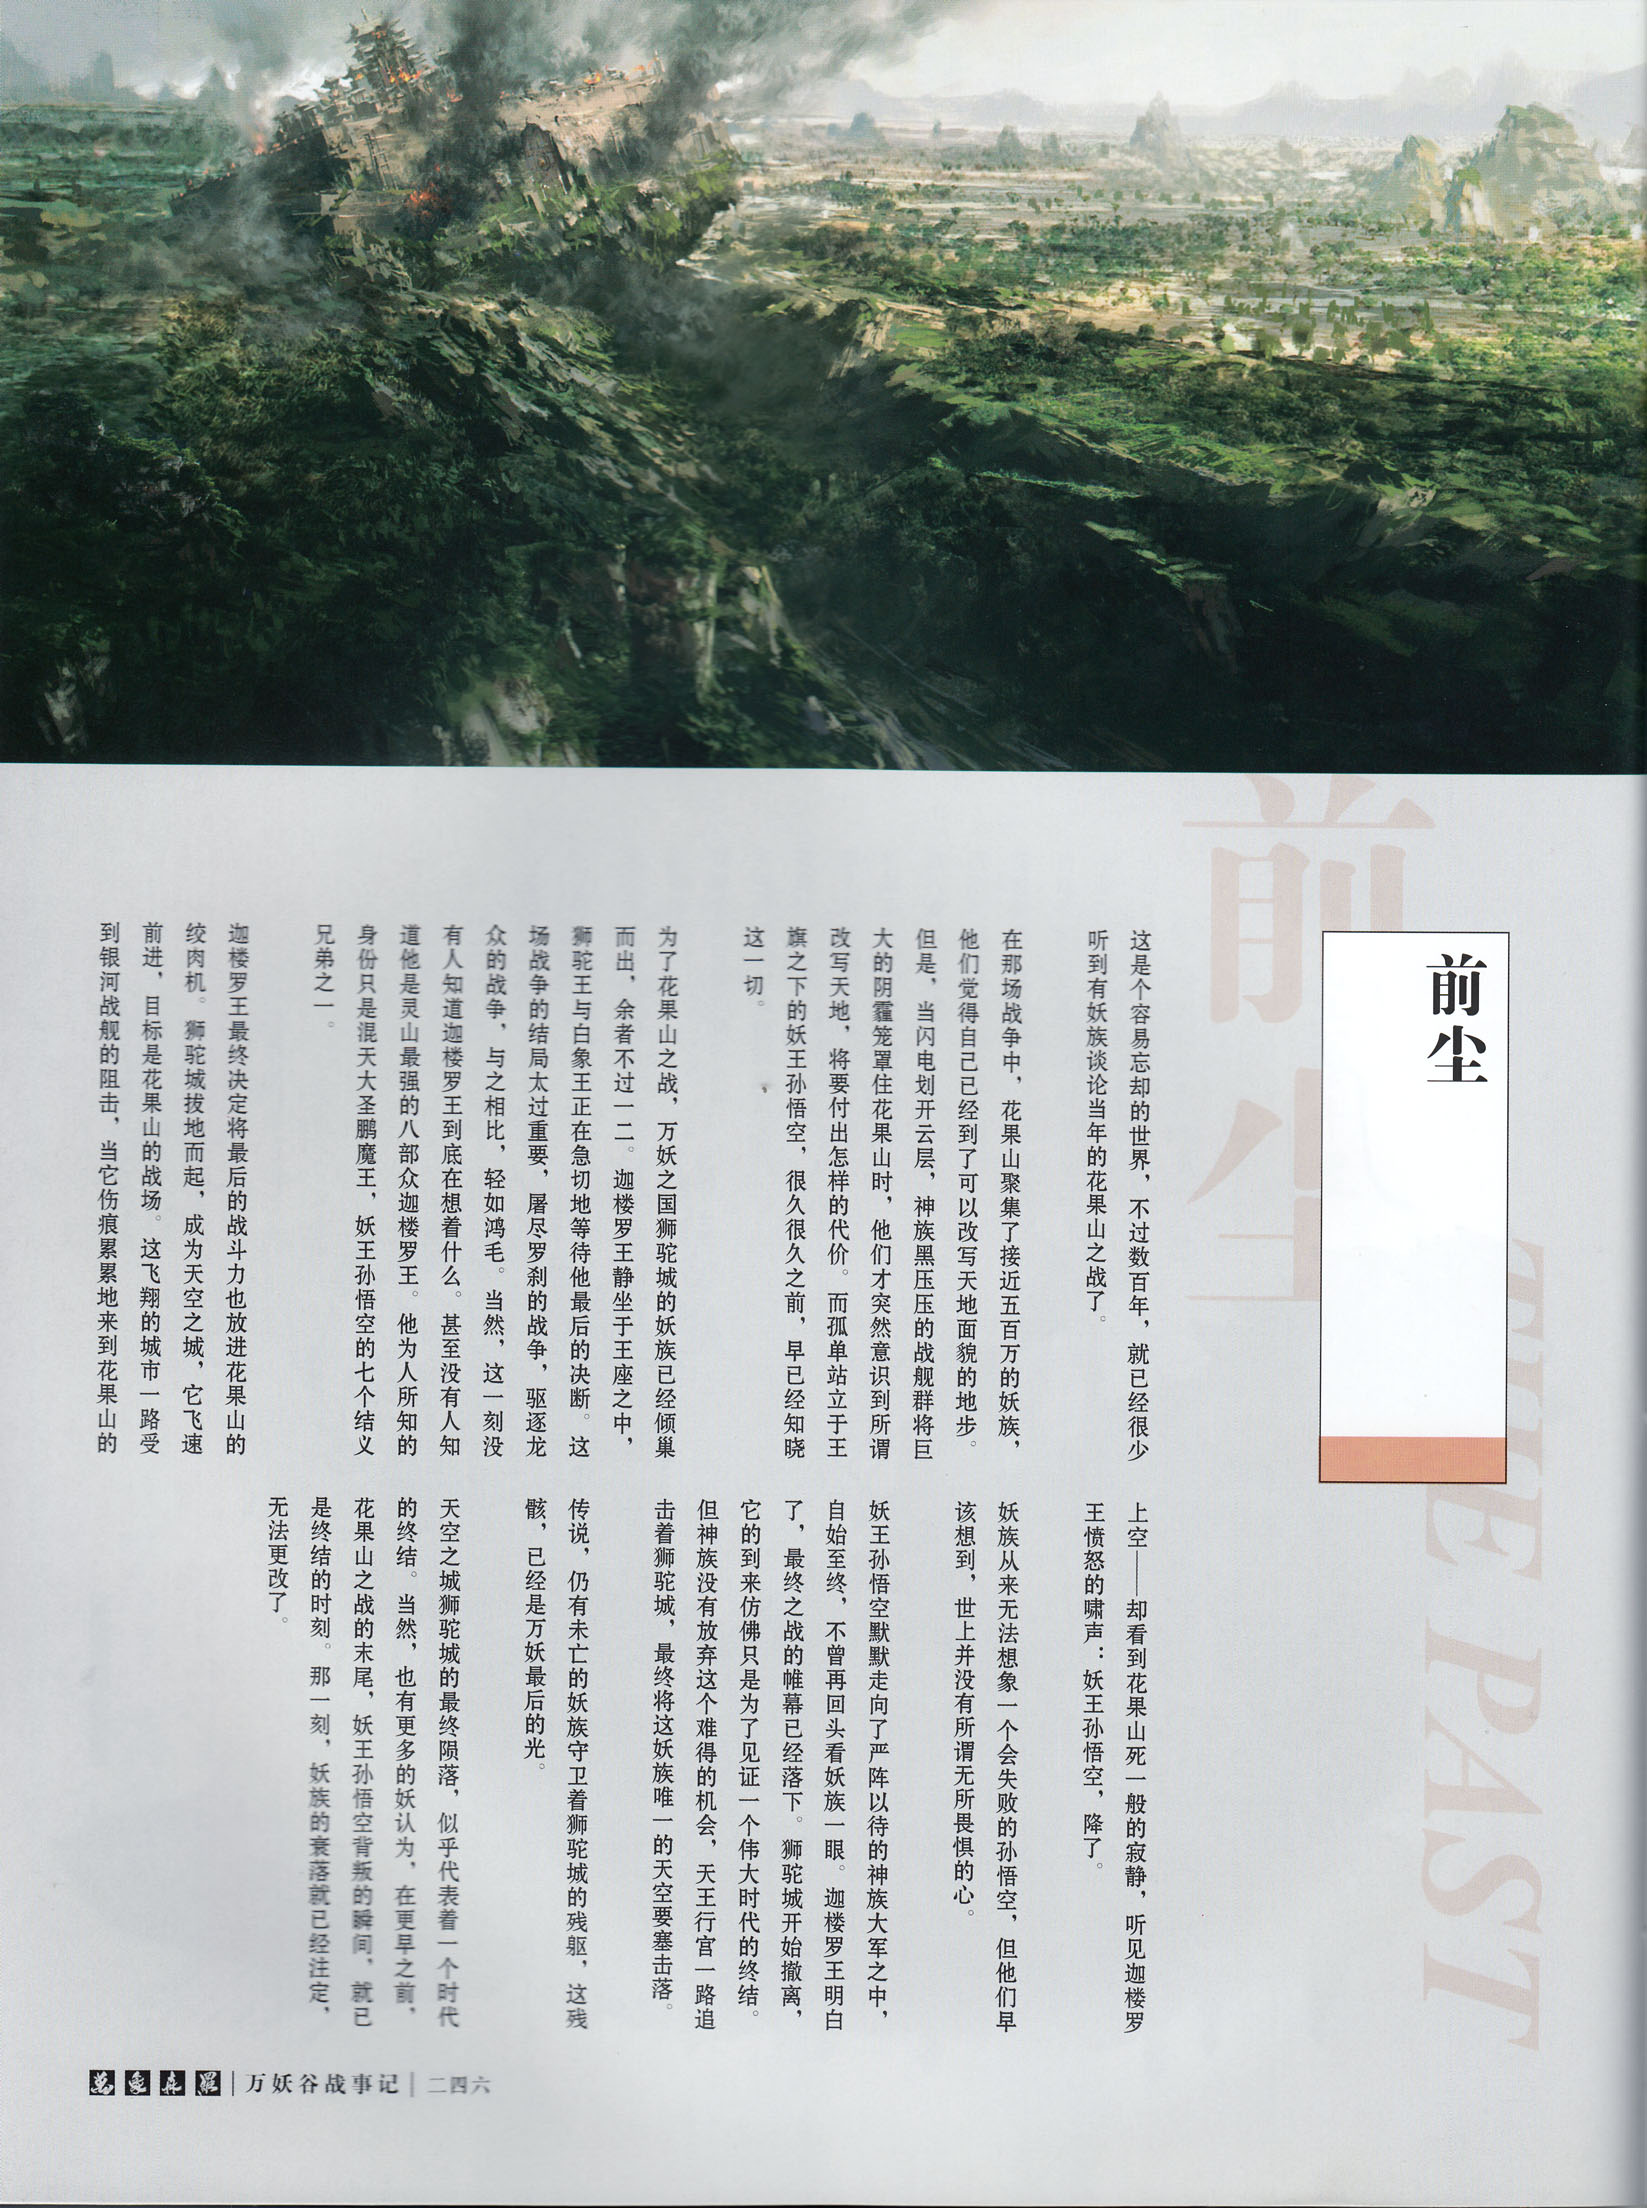 前尘
前尘
THE PAST
这是个容易忘却的世界，不过数百年，就已经很少
听到有妖族谈论当年的花果山之战了。
在那场战争中，花果山聚集了接近五百万的妖族，
他们觉得自己已经到了可以改写天地面貌的地步。
但是，当闪电划开云层，神族黑压压的战舰群将巨
大的阴霾笼罩住花果山时，他们才突然意识到所谓
改写天地，将要付出怎样的代价。而孤单站立于王
旗之下的妖王孙悟空，很久很久之前，早已经知晓
这一切。
为了花果山之战，万妖之国狮驼城的妖族已经倾巢
而出，余者不过一二。迦楼罗王静坐于王座之中，
狮驼王与白象王正在急切地等待他最后的决断。这
场战争的结局太过重要，屠尽罗刹的战争，驱逐龙
众的战争，与之相比，轻如鸿毛。当然，这一刻没
有人知道迦楼罗王到底在想着什么。甚至没有人知
道他是灵山最强的八部众迦楼罗王。他为人所知的
身份只是混天大圣鹏魔王，妖王孙悟空的七个结义
兄弟之一。
迦楼罗王最终决定将最后的战斗力也放进花果山的
绞肉机。狮驼城拔地而起，成为天空之城，它飞速
前进，目标是花果山的战场。这飞翔的城市一路受
到银河战舰的阻击，当它伤痕累累地来到花果山的
上空——却看到花果山死一般的寂静，听见迦楼罗
王愤怒的啸声：妖王孙悟空，降了。
妖族从来无法想象一个会失败的孙悟空，但他们早
该想到，世上并没有所谓无所畏惧的心。
妖王孙悟空默默走向了严阵以待的神族大军之中，
自始至终，不曾再回头看妖族一眼。迦楼罗王明白
了，最终之战的帷幕已经落下。狮驼城开始撤离，
它的到来仿佛只是为了见证一个伟大时代的终结。
但神族没有放弃这个难得的机会，天王行宫一路追
击着狮驼城，最终将这妖族唯一的天空要塞击落。
传说，仍有未亡的妖族守卫着狮驼城的残躯，这残
骸，已经是万妖最后的光。
天空之城狮驼城的最终陨落，似乎代表着一个时代
的终结。当然，也有更多的妖认为，在更早之前，
花果山之战的末尾，妖王孙悟空背叛的瞬间，就已
是终结的时刻。那一刻，妖族的衰落就已经注定，
无法更改了。
萬象森羅｜万妖谷战事记｜二四六